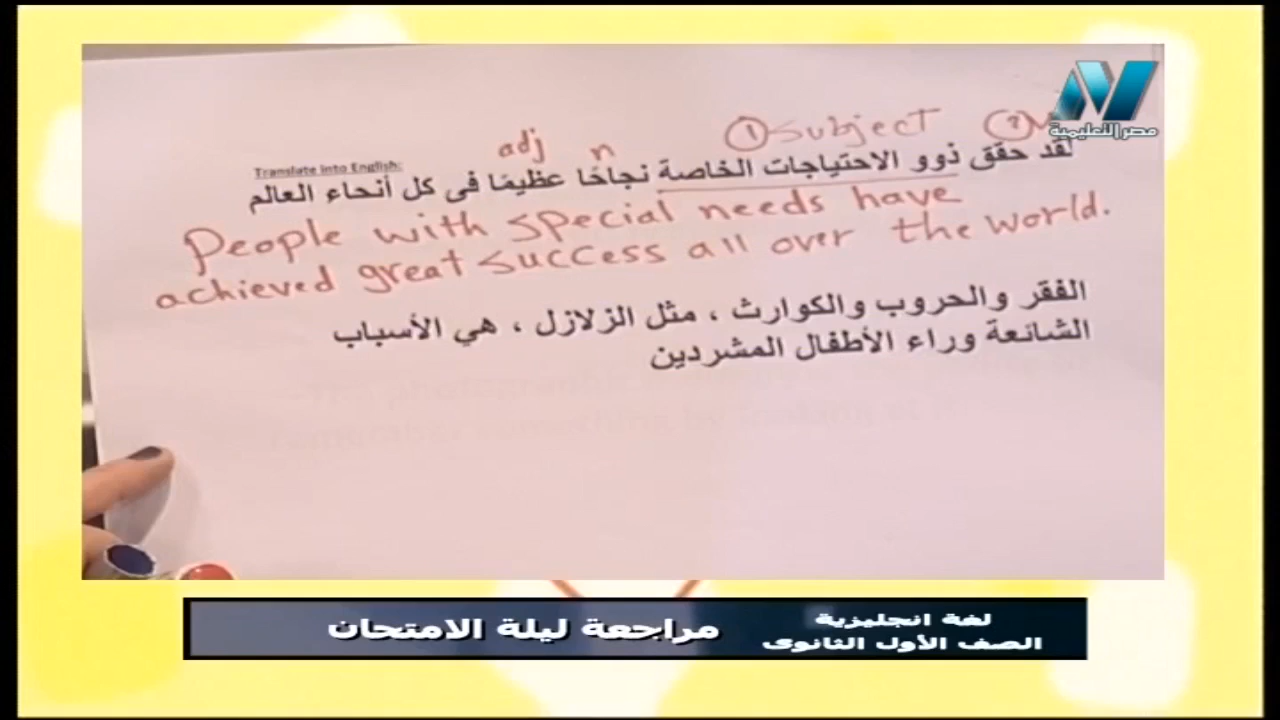 مصر التعليمية
adj n ① Subject
Translate into English:
لقد حقق ذوو الاحتياجات الخاصة نجاحًا عظيمًا فى كل أنحاء العالم
People with special needs have
achieved great success all over the world.
الفقر والحروب والكوارث ، مثل الزلازل ، هي الأسباب
الشائعة وراء الأطفال المشردين
لغة انجليزية
الصف الأول الثانوى
مراجعة ليلة الامتحان